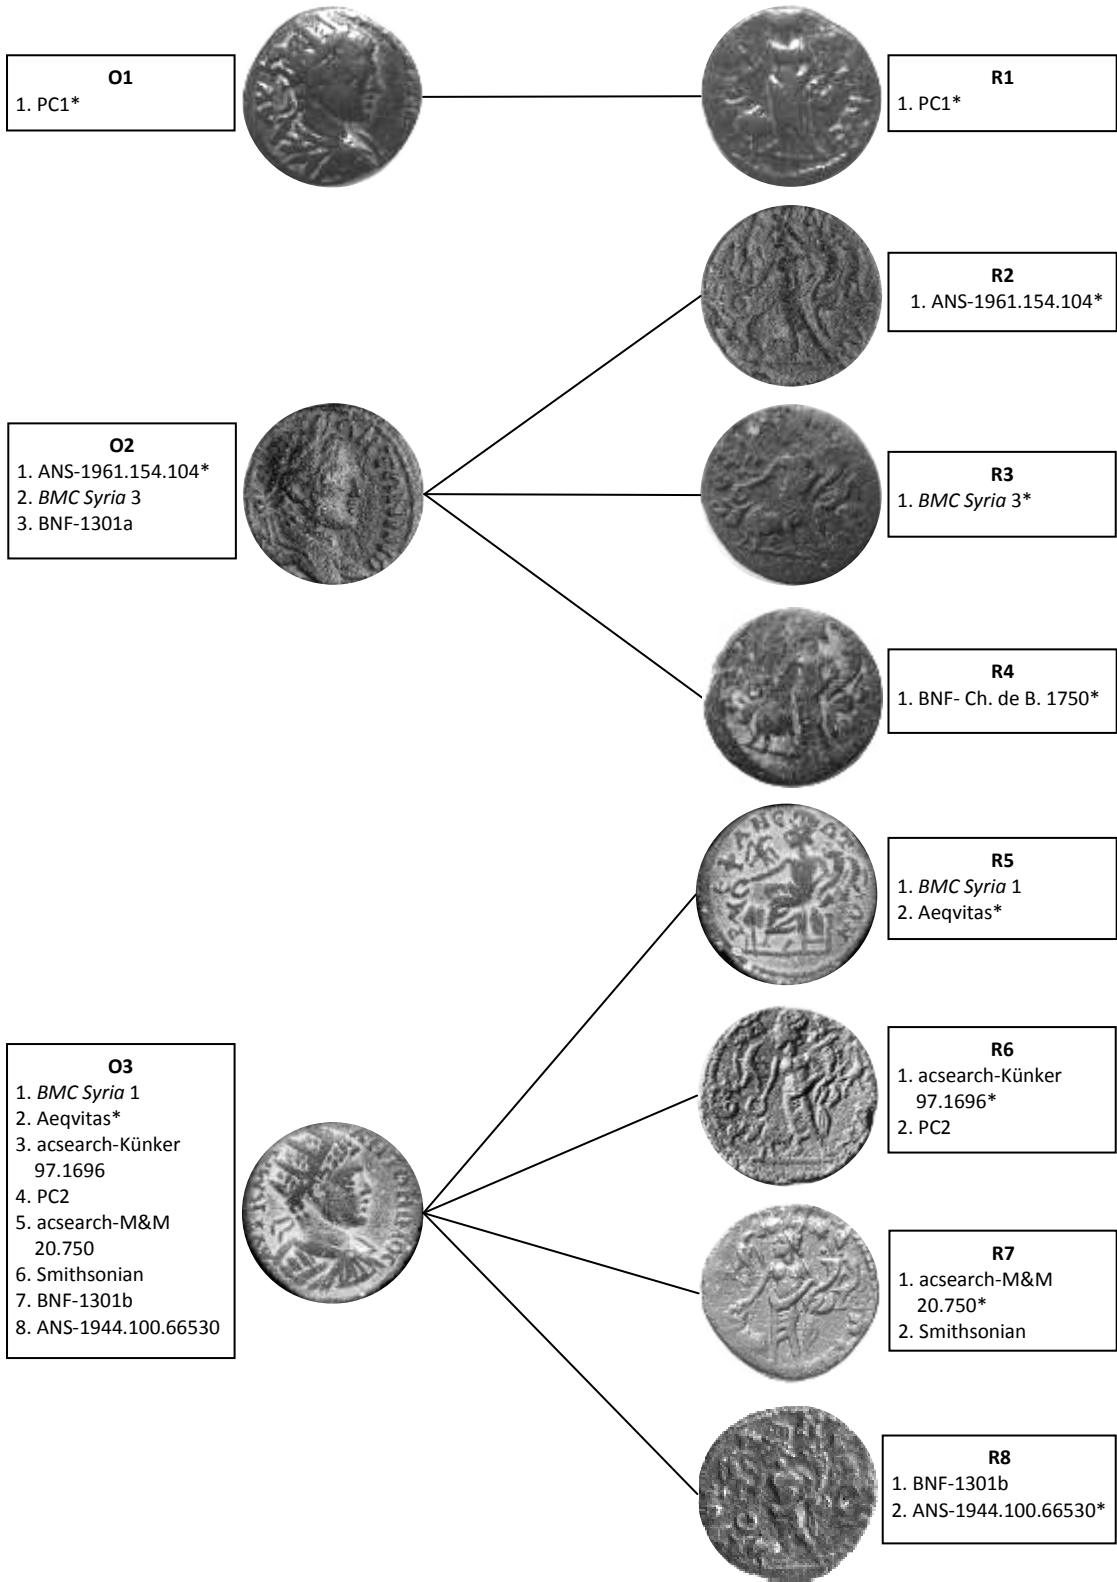 O1
1. PC1*
R1
1. PC1*
R2
1. ANS-1961.154.104*
O2
1. ANS-1961.154.104*
2. BMC Syria 3
3. BNF-1301a
R3
1. BMC Syria 3*
R4
1. BNF- Ch. de B. 1750*
R5
1. BMC Syria 1
2. Aeqvitas*
O3
1. BMC Syria 1
2. Aeqvitas*
3. acsearch-Künker
97.1696
4. PC2
5. acsearch-M&M
20.750
6. Smithsonian
7. BNF-1301b
8. ANS-1944.100.66530
R6
1. acsearch-Künker
97.1696*
2. PC2
R7
1. acsearch-M&M
20.750*
2. Smithsonian
R8
1. BNF-1301b
2. ANS-1944.100.66530*